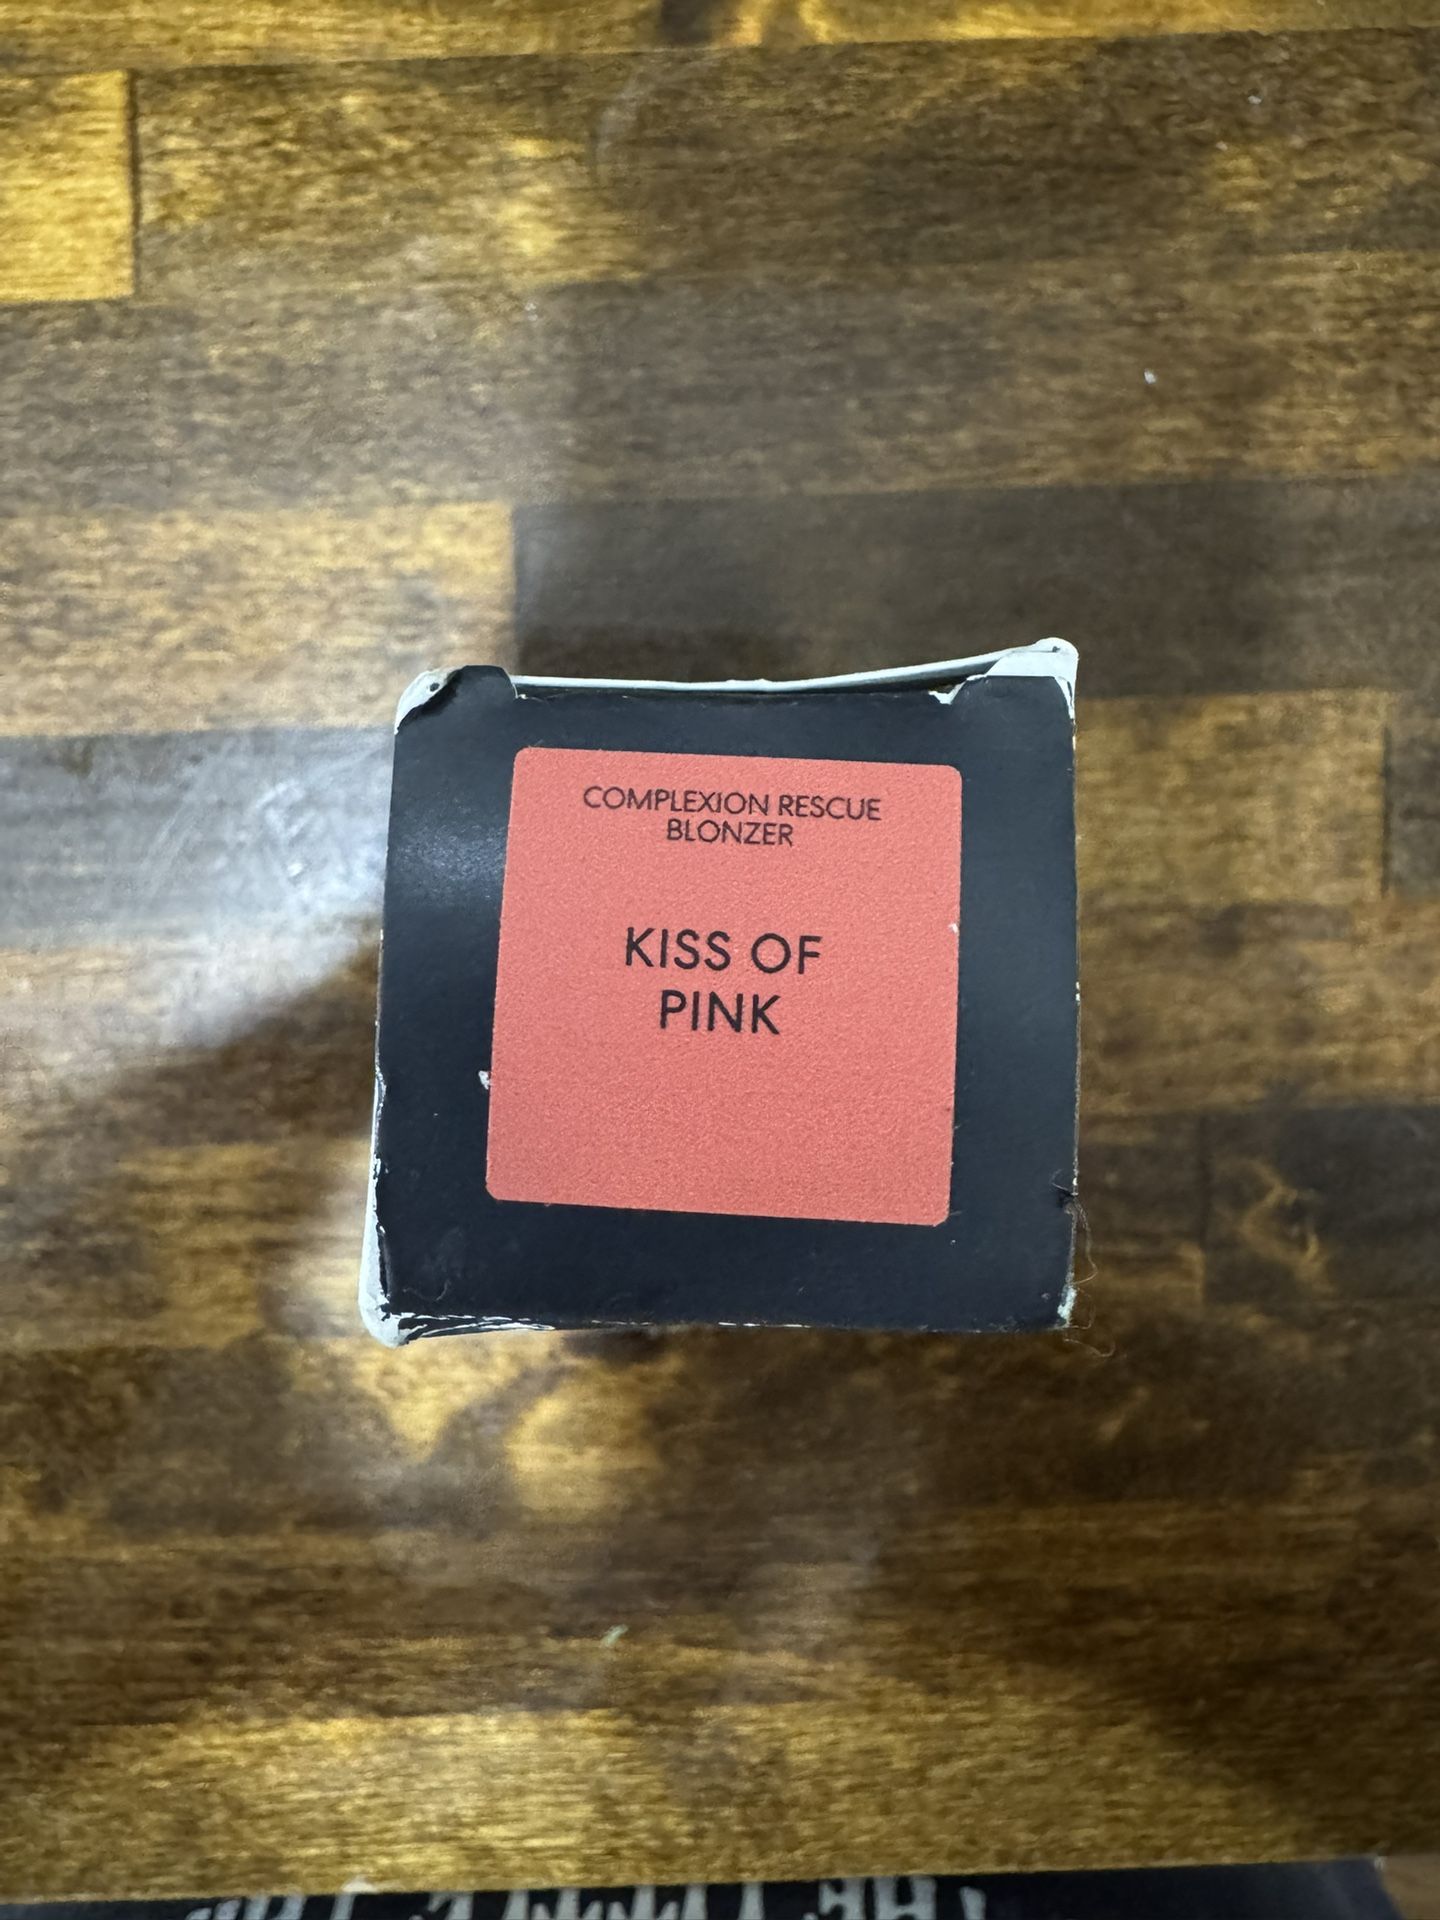 COMPLEXION RESCUE
BLONZER
KISS OF
PINK